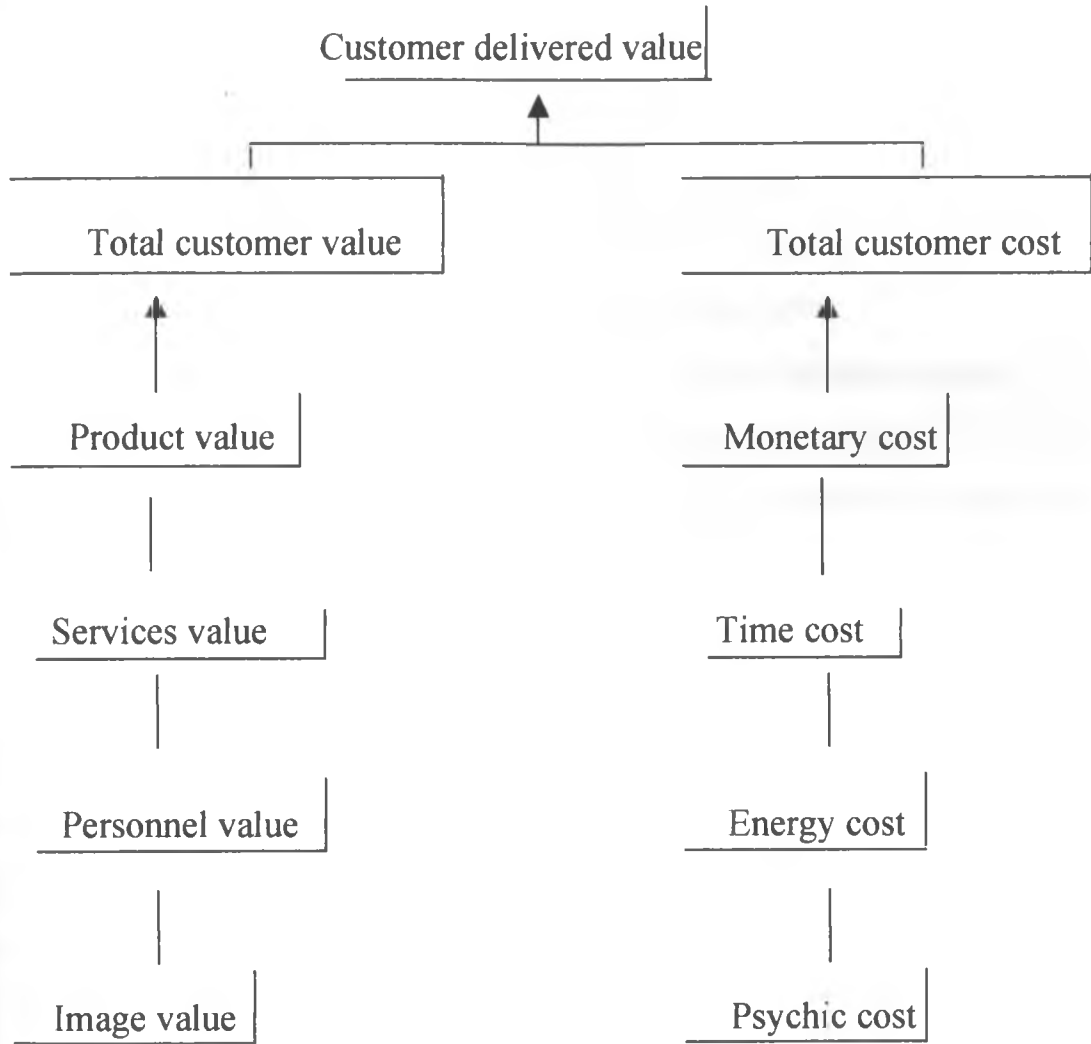 Customer delivered value
Total customer value
Total customer cost
Product value
Monetary cost
Services value
Time cost
Personnel value
Energy cost
Image value
Psychic cost